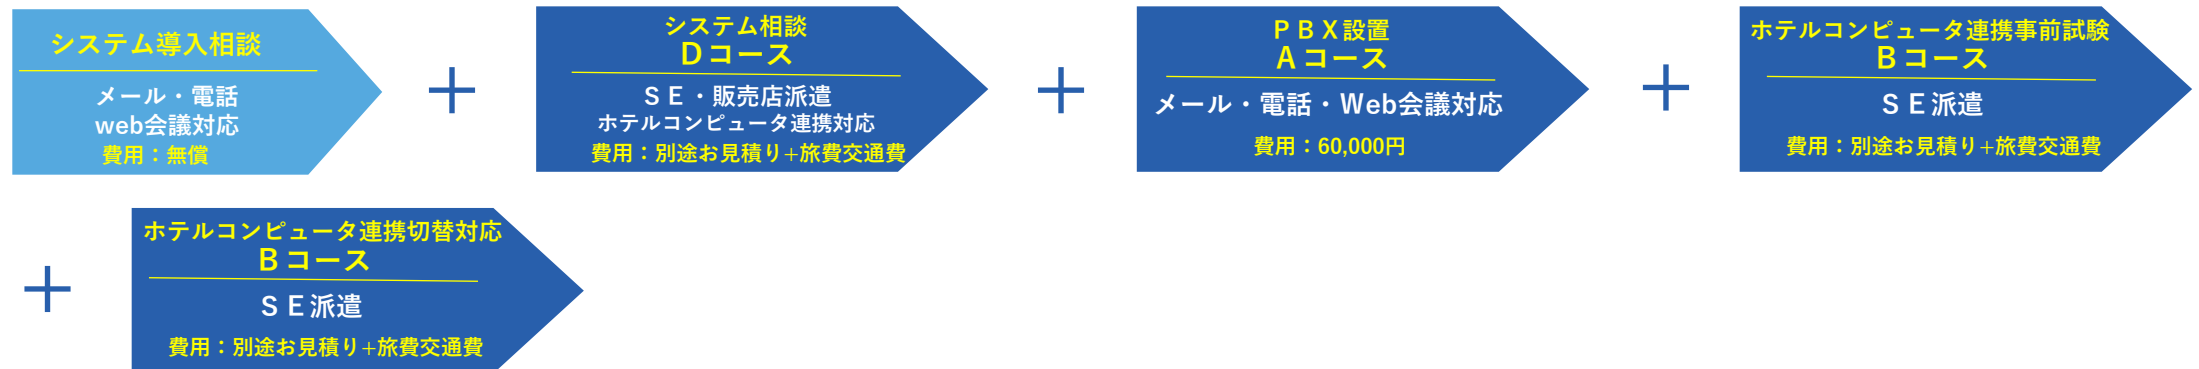 システム導入相談
メール・電話
web会議対応
費用：無償
＋
システム相談
Ｄコース
ＳＥ・販売店派遣
ホテルコンピュータ連携対応
費用：別途お見積り+旅費交通費
＋
ＰＢＸ設置
Ａコース
メール・電話・Web会議対応
費用：60,000円
＋
ホテルコンピュータ連携事前試験
Ｂコース
ＳＥ派遣
費用：別途お見積り+旅費交通費
＋
ホテルコンピュータ連携切替対応
Ｂコース
ＳＥ派遣
費用：別途お見積り+旅費交通費